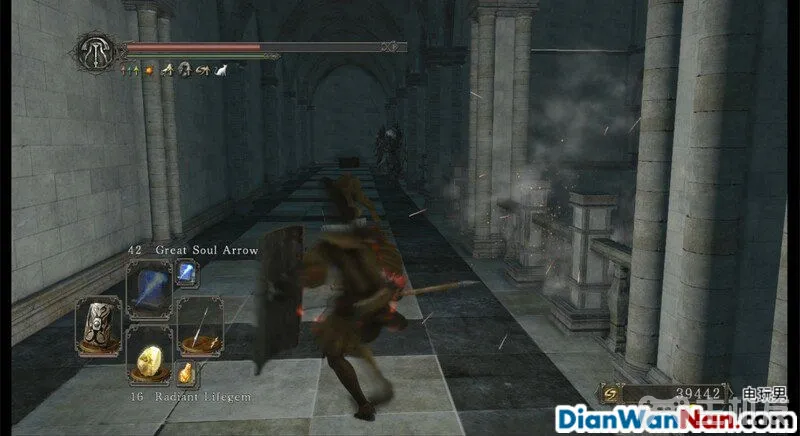 42 Great Soul Arrow
16 Radiant Lifegem
39442
电玩男
DianWanNan.com